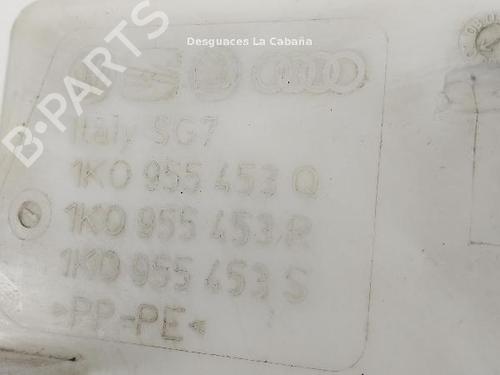 Desguaces La Cabaña
B-PARTS
Italy SG7
1K0 955 453 Q
1K0 955 453 R
1K0 955 453 S
>PP-PE<